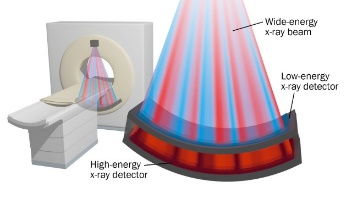 Wide-energy
x-ray beam
Low-energy
x-ray detector
High-energy
x-ray detector